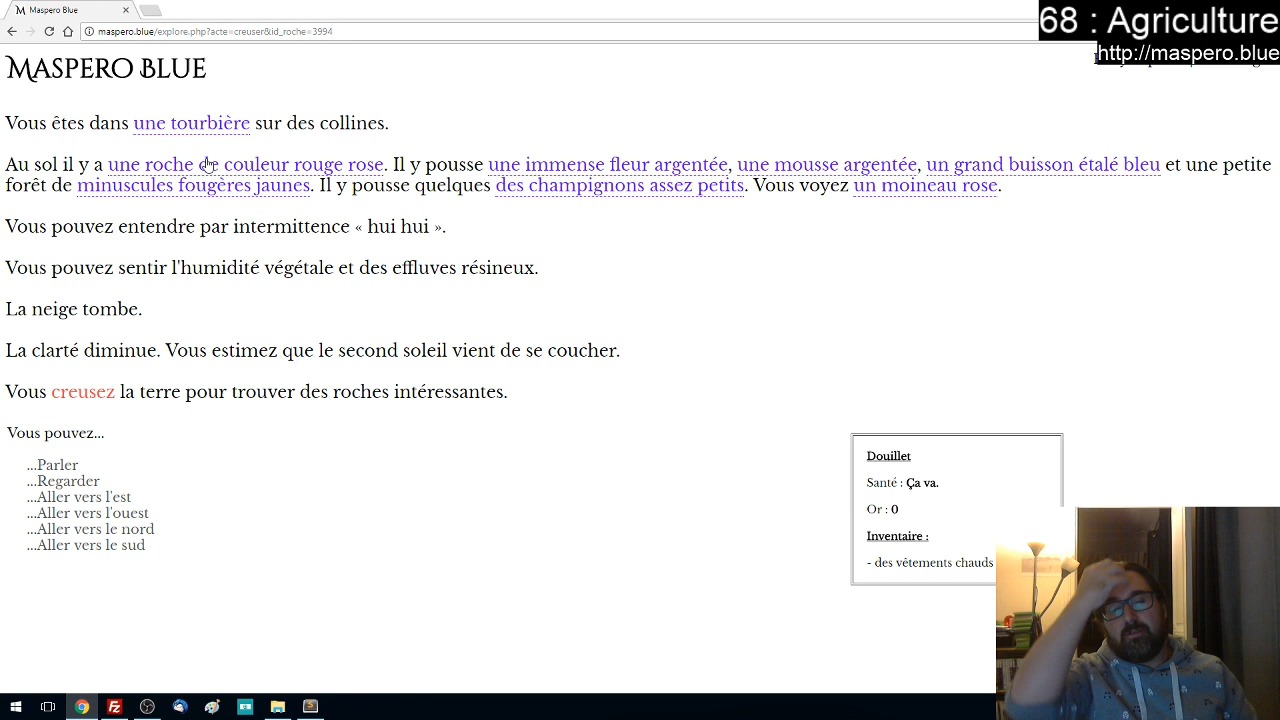 Maspero Blue
maspero.blue/explore.php?acte=creuser&id_roche=3994
68 : Agriculture
http://maspero.blue
Maspero Blue
Vous êtes dans une tourbière sur des collines.
Au sol il y a une roche de couleur rouge rose. Il y pousse une immense fleur argentée, une mousse argentée, un grand buisson étalé bleu et une petite
forêt de minuscules fougères jaunes. Il y pousse quelques des champignons assez petits. Vous voyez un moineau rose.
Vous pouvez entendre par intermittence « hui hui ».
Vous pouvez sentir l'humidité végétale et des effluves résineux.
La neige tombe.
La clarté diminue. Vous estimez que le second soleil vient de se coucher.
Vous creusez la terre pour trouver des roches intéressantes.
Vous pouvez...
...Parler
...Regarder
...Aller vers l'est
...Aller vers l'ouest
...Aller vers le nord
...Aller vers le sud
Douillet
Santé : Ça va.
Or : 0
Inventaire :
- des vêtements chauds